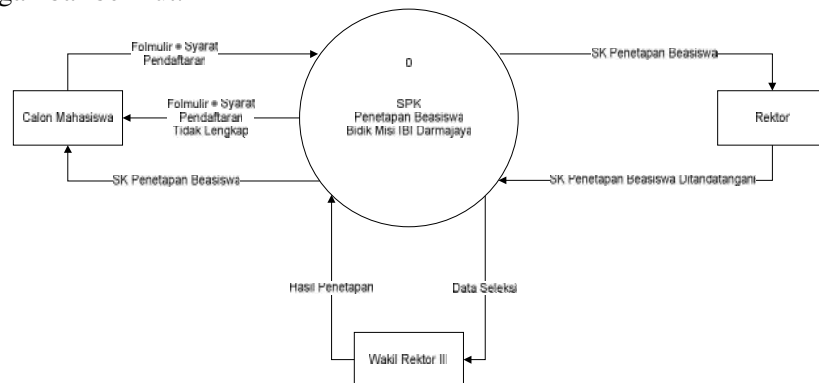 Folmulir + Syarat
Pendaftaran
0
SK Penetapan Beasiswa
Calon Mahasiswa
Folmulir + Syarat
Pendaftaran
Tidak Lengkap
SPK
Penetapan Beasiswa
Bidik Misi IBI Darmajaya
Rektor
SK Penetapan Beasiswa
SK Penetapan Beasiswa Ditandatangani
Hasil Penetapan
Data Seleksi
Wakil Rektor III